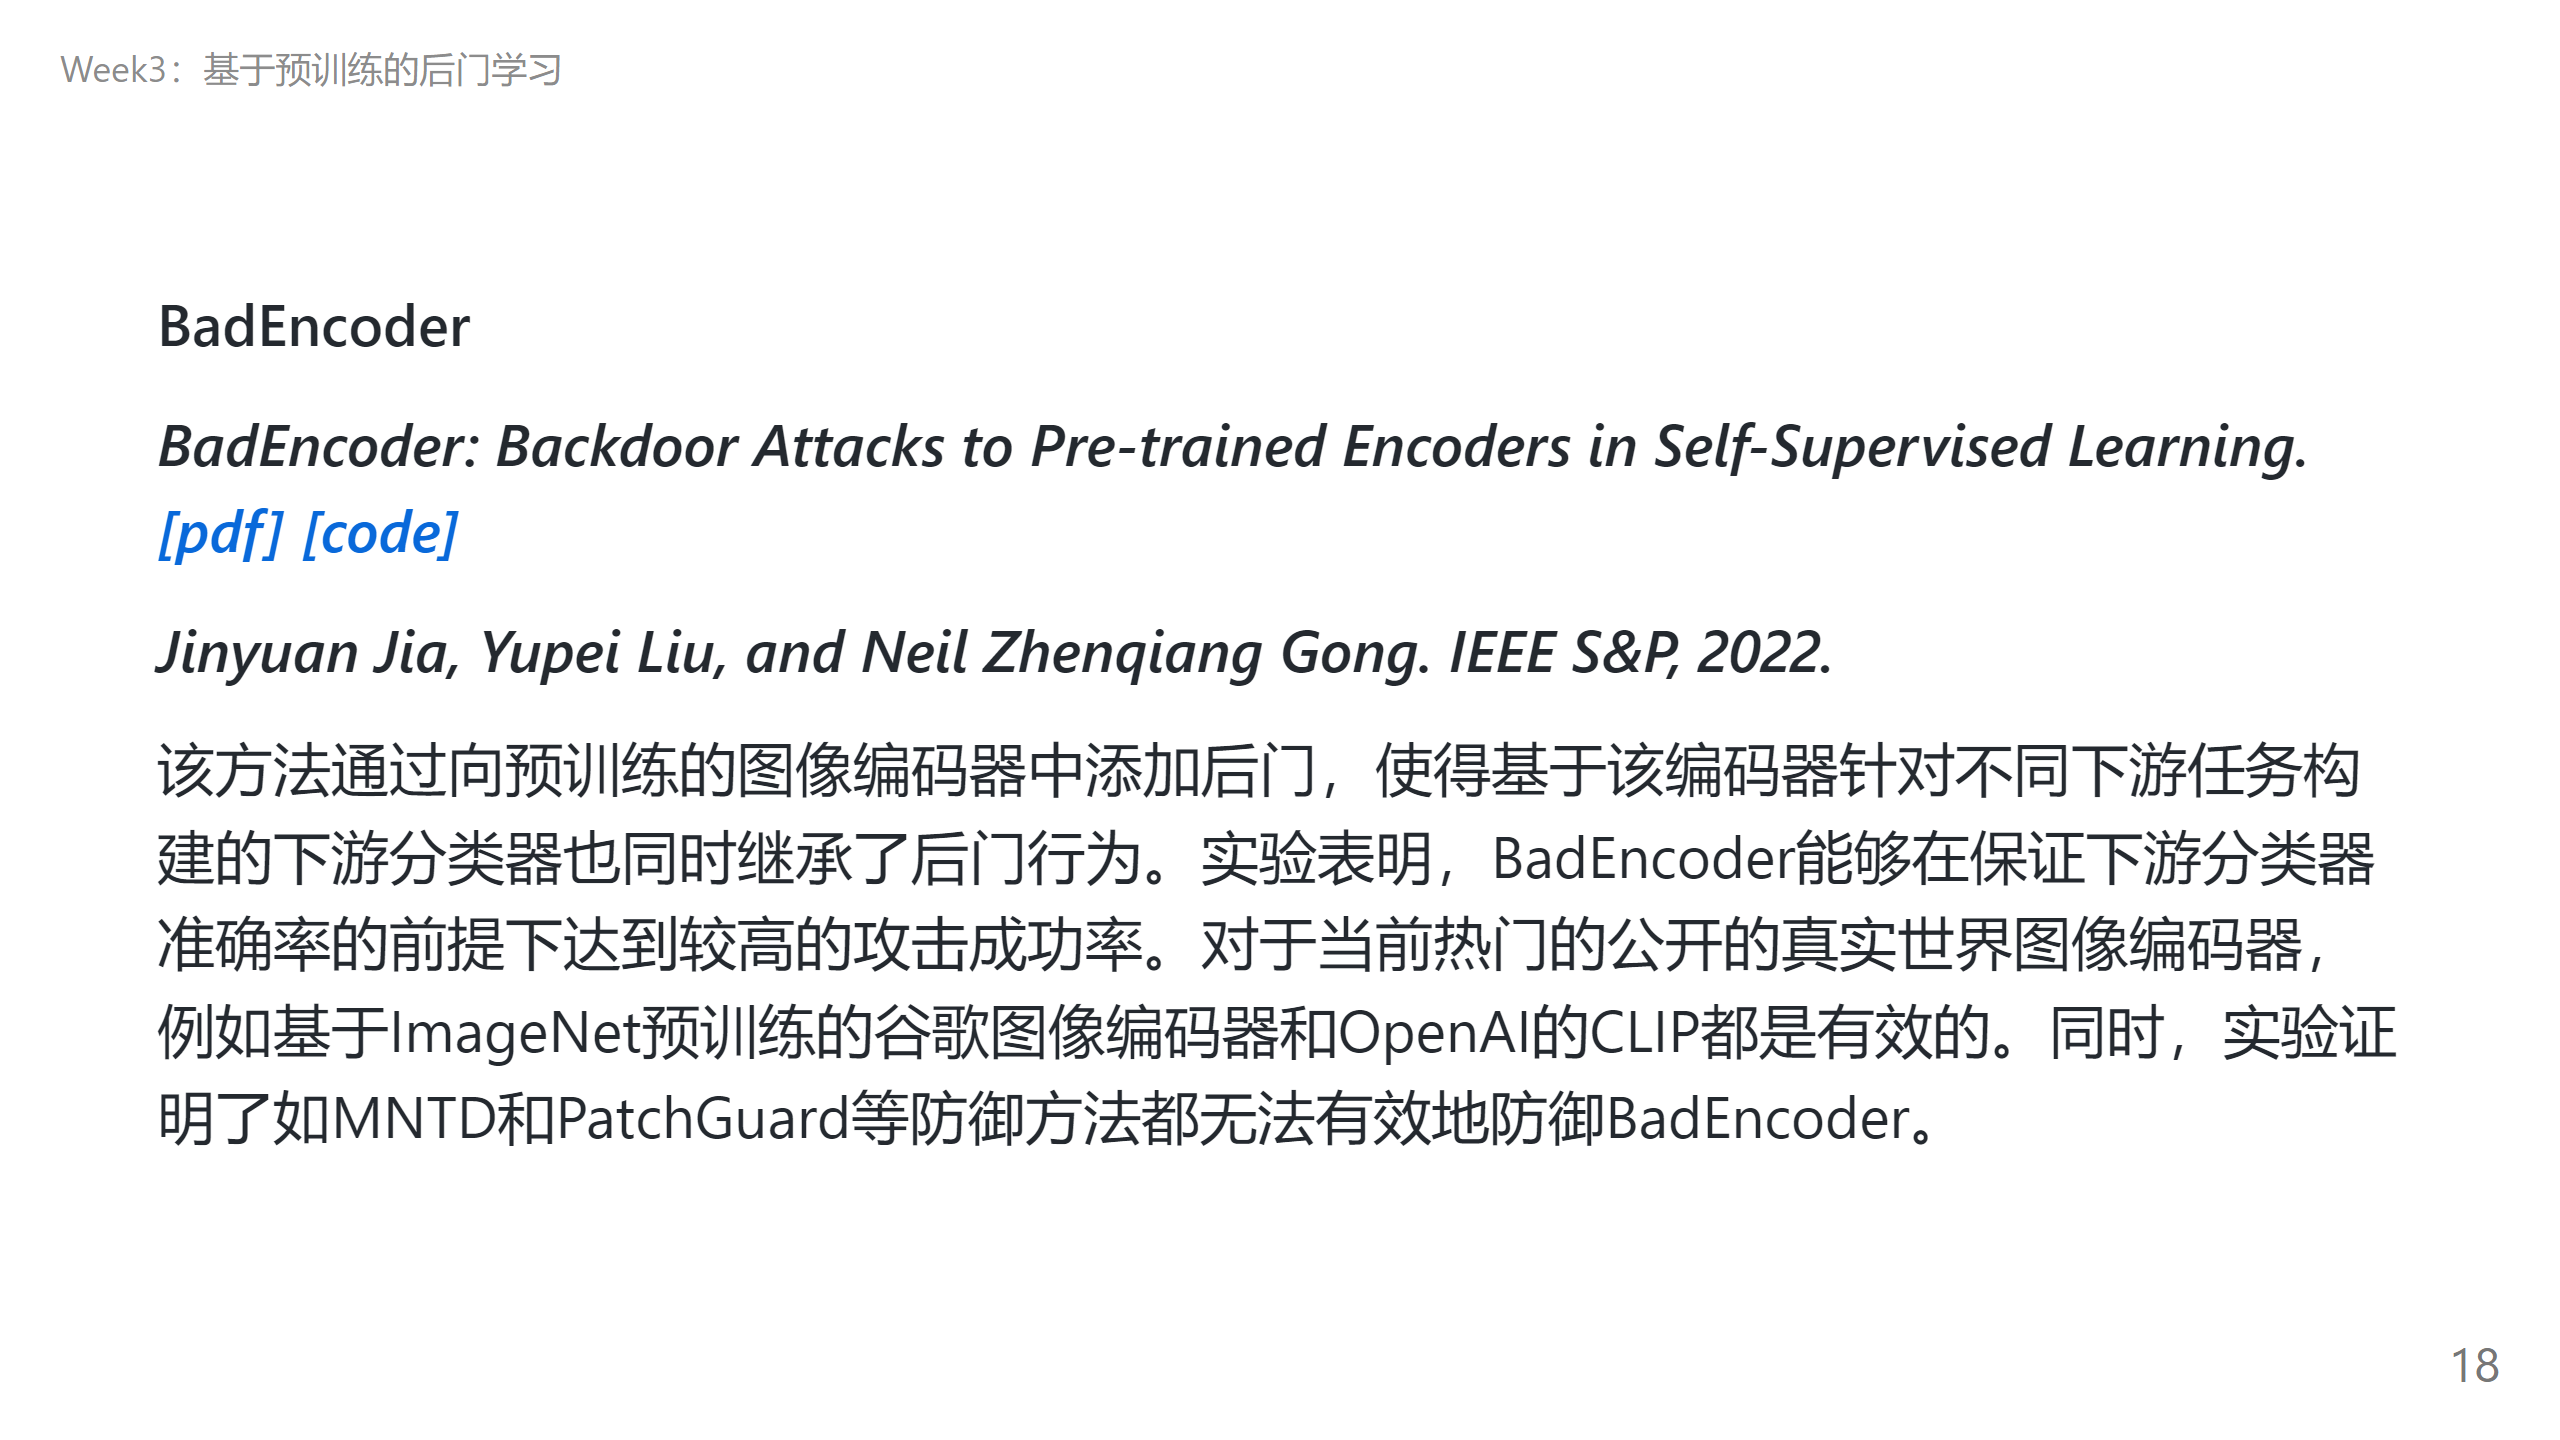 Week3：基于预训练的后门学习
BadEncoder
BadEncoder: Backdoor Attacks to Pre-trained Encoders in Self-Supervised Learning.
[pdf] [code]
Jinyuan Jia, Yupei Liu, and Neil Zhenqiang Gong. IEEE S&P, 2022.
该方法通过向预训练的图像编码器中添加后门，使得基于该编码器针对不同下游任务构
建的下游分类器也同时继承了后门行为。实验表明，BadEncoder能够在保证下游分类器
准确率的前提下达到较高的攻击成功率。对于当前热门的公开的真实世界图像编码器，
例如基于ImageNet预训练的谷歌图像编码器和OpenAI的CLIP都是有效的。同时，实验证
明了如MNTD和PatchGuard等防御方法都无法有效地防御BadEncoder。
18